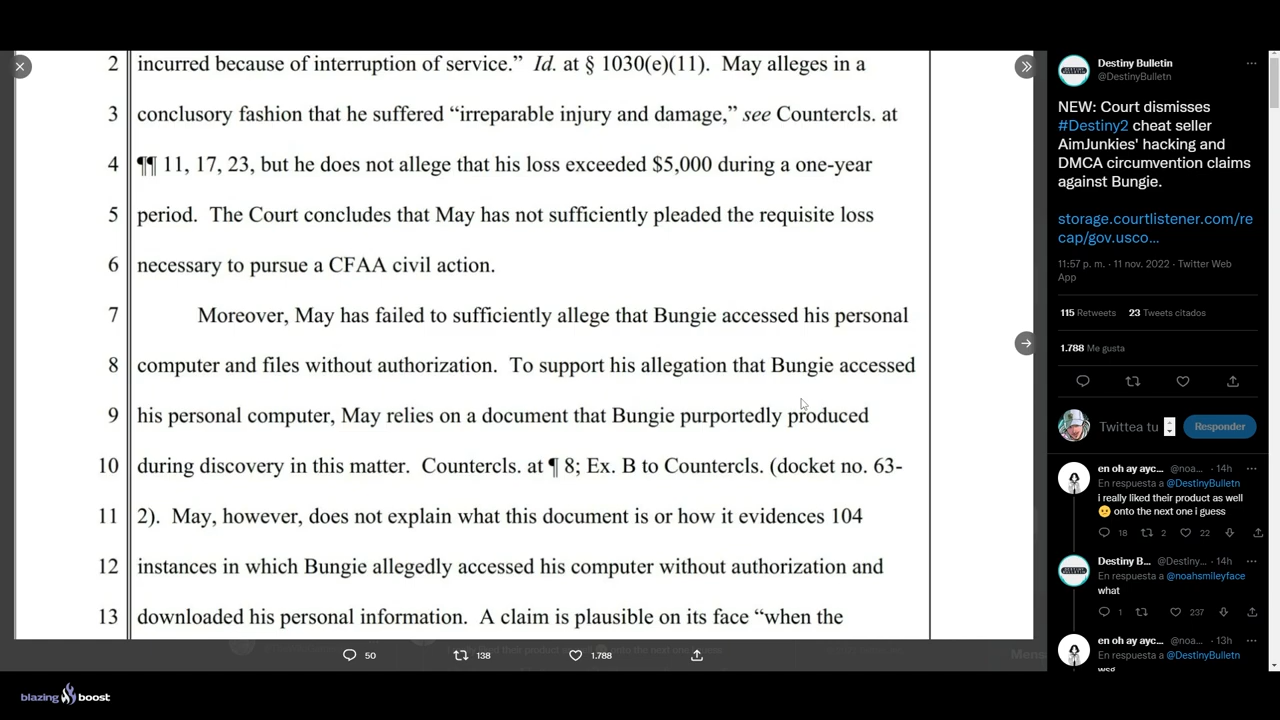 2 incurred because of interruption of service.” Id. at § 1030(e)(11). May alleges in a
3 conclusory fashion that he suffered “irreparable injury and damage,” see Countercls. at
4 ¶¶ 11, 17, 23, but he does not allege that his loss exceeded $5,000 during a one-year
5 period. The Court concludes that May has not sufficiently pleaded the requisite loss
6 necessary to pursue a CFAA civil action.
7 Moreover, May has failed to sufficiently allege that Bungie accessed his personal
8 computer and files without authorization. To support his allegation that Bungie accessed
9 his personal computer, May relies on a document that Bungie purportedly produced
10 during discovery in this matter. Countercls. at ¶ 8; Ex. B to Countercls. (docket no. 63-
11 2). May, however, does not explain what this document is or how it evidences 104
12 instances in which Bungie allegedly accessed his computer without authorization and
13 downloaded his personal information. A claim is plausible on its face “when the
50 138 1.788
Destiny Bulletin
@DestinyBulletn
NEW: Court dismisses
#Destiny2 cheat seller
AimJunkies' hacking and
DMCA circumvention claims
against Bungie.
storage.courtlistener.com/re
cap/gov.usco...
11:57 p. m. · 11 nov. 2022 · Twitter Web
App
115 Retweets 23 Tweets citados
1.788 Me gusta
Twittea tu Responder
en oh ay ayc... @noa... · 14h
En respuesta a @DestinyBulletn
i really liked their product as well
😕 onto the next one i guess
18 2 22
Destiny B... @Destiny... · 14h
En respuesta a @noahsmileyface
what
1 237
en oh ay ayc... @noa... · 13h
En respuesta a @DestinyBulletn
blazing boost